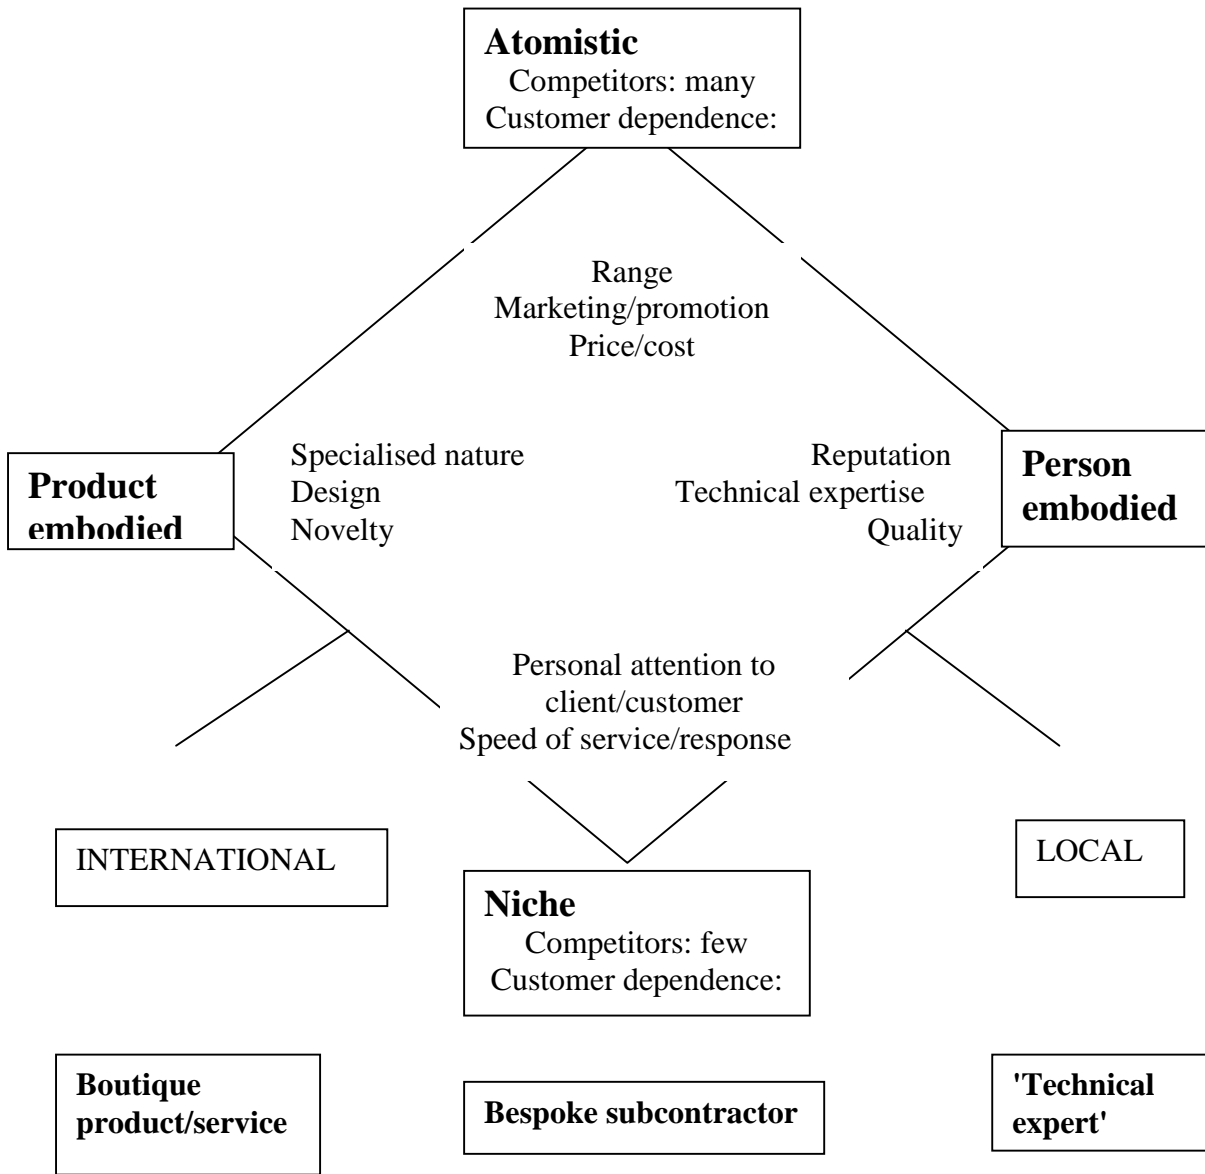 Atomistic
Competitors: many
Customer dependence:
Range
Marketing/promotion
Price/cost
Specialised nature
Design
Novelty
Reputation
Technical expertise
Quality
Product
embodied
Person
embodied
Personal attention to
client/customer
Speed of service/response
INTERNATIONAL
LOCAL
Niche
Competitors: few
Customer dependence:
Boutique
product/service
Bespoke subcontractor
'Technical
expert'